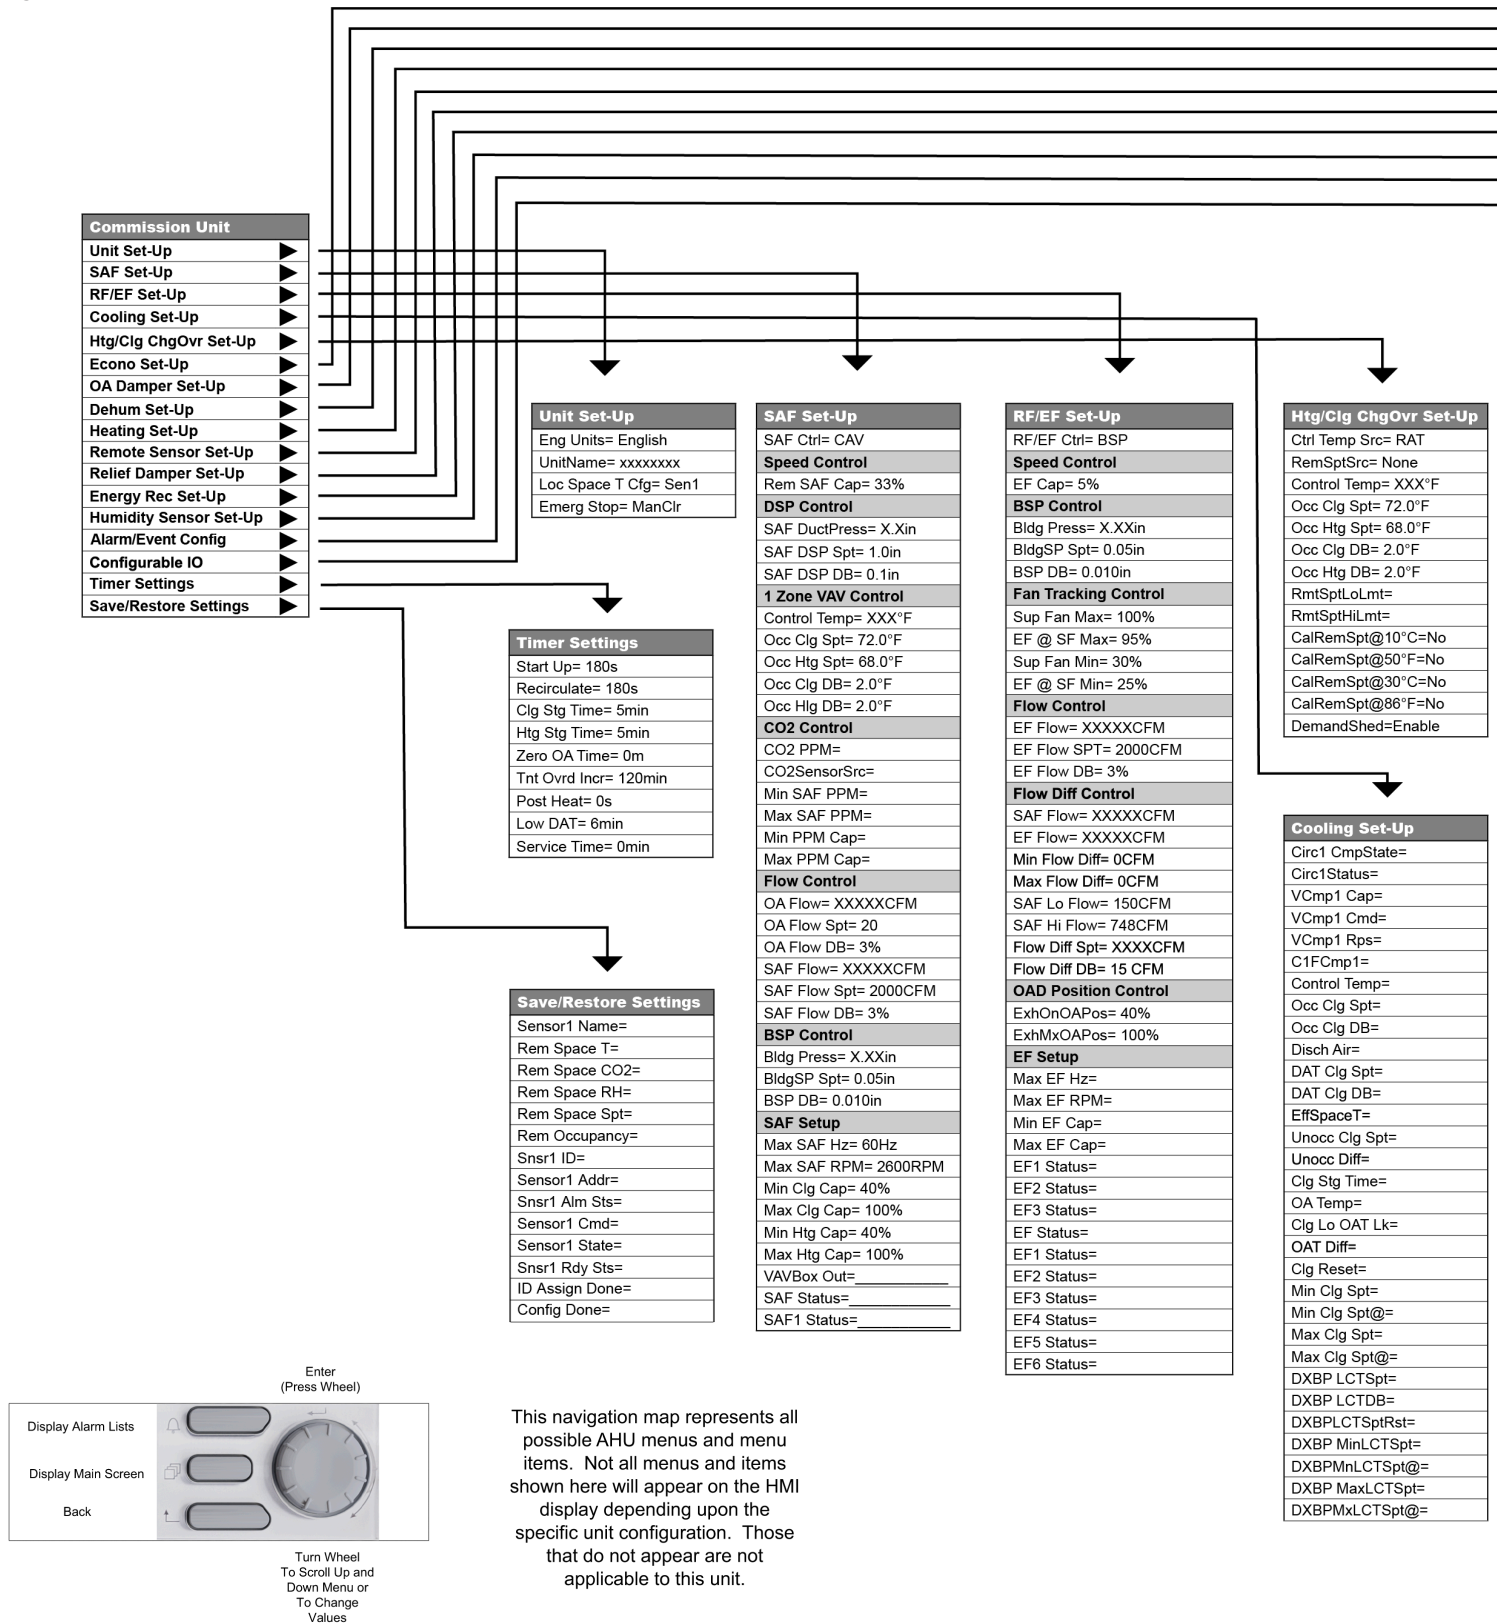 Commission Unit
Unit Set-Up
SAF Set-Up
RF/EF Set-Up
Cooling Set-Up
Htg/Clg ChgOvr Set-Up
Econo Set-Up
OA Damper Set-Up
Dehum Set-Up
Heating Set-Up
Remote Sensor Set-Up
Relief Damper Set-Up
Energy Rec Set-Up
Humidity Sensor Set-Up
Alarm/Event Config
Configurable IO
Timer Settings
Save/Restore Settings
Unit Set-Up
Eng Units= English
UnitName= xxxxxxxx
Loc Space T Cfg= Sen1
Emerg Stop= ManClr
Timer Settings
Start Up= 180s
Recirculate= 180s
Clg Stg Time= 5min
Htg Stg Time= 5min
Zero OA Time= 0m
Tnt Ovrd Incr= 120min
Post Heat= 0s
Low DAT= 6min
Service Time= 0min
Save/Restore Settings
Sensor1 Name=
Rem Space T=
Rem Space CO2=
Rem Space RH=
Rem Space Spt=
Rem Occupancy=
Snsr1 ID=
Sensor1 Addr=
Snsr1 Alm Sts=
Sensor1 Cmd=
Sensor1 State=
Snsr1 Rdy Sts=
ID Assign Done=
Config Done=
SAF Set-Up
SAF Ctrl= CAV
Speed Control
Rem SAF Cap= 33%
DSP Control
SAF DuctPress= X.Xin
SAF DSP Spt= 1.0in
SAF DSP DB= 0.1in
1 Zone VAV Control
Control Temp= XXX°F
Occ Clg Spt= 72.0°F
Occ Htg Spt= 68.0°F
Occ Clg DB= 2.0°F
Occ Hlg DB= 2.0°F
CO2 Control
CO2 PPM=
CO2SensorSrc=
Min SAF PPM=
Max SAF PPM=
Min PPM Cap=
Max PPM Cap=
Flow Control
OA Flow= XXXXXCFM
OA Flow Spt= 20
OA Flow DB= 3%
SAF Flow= XXXXXCFM
SAF Flow Spt= 2000CFM
SAF Flow DB= 3%
BSP Control
Bldg Press= X.XXin
BldgSP Spt= 0.05in
BSP DB= 0.010in
SAF Setup
Max SAF Hz= 60Hz
Max SAF RPM= 2600RPM
Min Clg Cap= 40%
Max Clg Cap= 100%
Min Htg Cap= 40%
Max Htg Cap= 100%
VAVBox Out=___________
SAF Status=____________
SAF1 Status=___________
RF/EF Set-Up
RF/EF Ctrl= BSP
Speed Control
EF Cap= 5%
BSP Control
Bldg Press= X.XXin
BldgSP Spt= 0.05in
BSP DB= 0.010in
Fan Tracking Control
Sup Fan Max= 100%
EF @ SF Max= 95%
Sup Fan Min= 30%
EF @ SF Min= 25%
Flow Control
EF Flow= XXXXXCFM
EF Flow SPT= 2000CFM
EF Flow DB= 3%
Flow Diff Control
SAF Flow= XXXXXCFM
EF Flow= XXXXXCFM
Min Flow Diff= 0CFM
Max Flow Diff= 0CFM
SAF Lo Flow= 150CFM
SAF Hi Flow= 748CFM
Flow Diff Spt= XXXXCFM
Flow Diff DB= 15 CFM
OAD Position Control
ExhOnOAPos= 40%
ExhMxOAPos= 100%
EF Setup
Max EF Hz=
Max EF RPM=
Min EF Cap=
Max EF Cap=
EF1 Status=
EF2 Status=
EF3 Status=
EF Status=
EF1 Status=
EF2 Status=
EF3 Status=
EF4 Status=
EF5 Status=
EF6 Status=
Htg/Clg ChgOvr Set-Up
Ctrl Temp Src= RAT
RemSptSrc= None
Control Temp= XXX°F
Occ Clg Spt= 72.0°F
Occ Htg Spt= 68.0°F
Occ Clg DB= 2.0°F
Occ Htg DB= 2.0°F
RmtSptLoLmt=
RmtSptHiLmt=
CalRemSpt@10°C=No
CalRemSpt@50°F=No
CalRemSpt@30°C=No
CalRemSpt@86°F=No
DemandShed=Enable
Cooling Set-Up
Circ1 CmpState=
Circ1Status=
VCmp1 Cap=
VCmp1 Cmd=
VCmp1 Rps=
C1FCmp1=
Control Temp=
Occ Clg Spt=
Occ Clg DB=
Disch Air=
DAT Clg Spt=
DAT Clg DB=
EffSpaceT=
Unocc Clg Spt=
Unocc Diff=
Clg Stg Time=
OA Temp=
Clg Lo OAT Lk=
OAT Diff=
Clg Reset=
Min Clg Spt=
Min Clg Spt@=
Max Clg Spt=
Max Clg Spt@=
DXBP LCTSpt=
DXBP LCTDB=
DXBPLCTSptRst=
DXBP MinLCTSpt=
DXBPMnLCTSpt@=
DXBP MaxLCTSpt=
DXBPMxLCTSpt@=
Enter
(Press Wheel)
Display Alarm Lists
Display Main Screen
Back
Turn Wheel
To Scroll Up and
Down Menu or
To Change
Values
This navigation map represents all
possible AHU menus and menu
items. Not all menus and items
shown here will appear on the HMI
display depending upon the
specific unit configuration. Those
that do not appear are not
applicable to this unit.